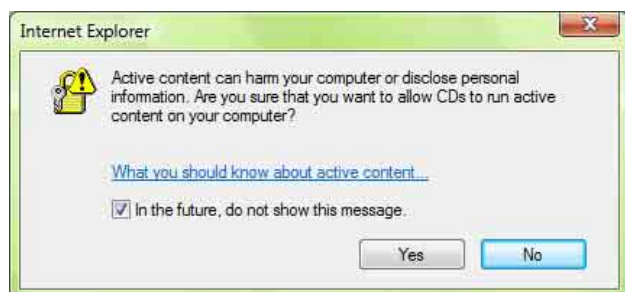 Internet Explorer
Active content can harm your computer or disclose personal
information. Are you sure that you want to allow CDs to run active
content on your computer?
What you should know about active content...
In the future, do not show this message.
Yes No